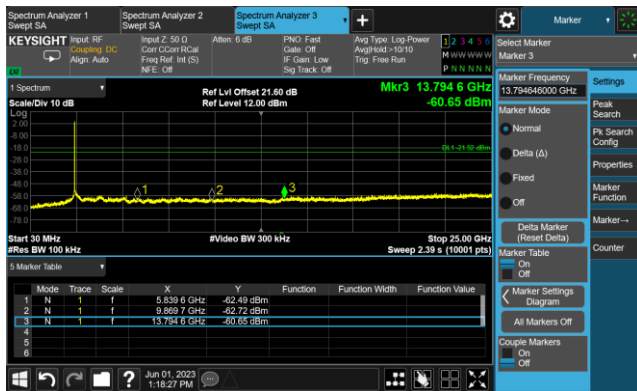 Spectrum Analyzer 1
Swept SA
Spectrum Analyzer 2
Swept SA
Spectrum Analyzer 3
Swept SA
Marker
KEYSIGHT
Input: RF
Coupling: DC
Align: Auto
Input Z: 50 Ω
Corr CCorr RCal
Freq Ref: Int (S)
NFE: Off
Atten: 6 dB
PNO: Fast
Gate: Off
IF Gain: Low
Sig Track: Off
Avg Type: Log-Power
Avg|Hold:>10/10
Trig: Free Run
1 2 3 4 5 6
M W W W W W
P N N N N N
1 Spectrum
Scale/Div 10 dB
Ref Lvl Offset 21.60 dB
Ref Level 12.00 dBm
Mkr3 13.794 6 GHz
-60.65 dBm
Log
2.00
-8.00
-18.0
-28.0
-38.0
-48.0
-58.0
-68.0
-78.0
DL1 -21.92 dBm
1
2
3
Start 30 MHz
#Res BW 100 kHz
#Video BW 300 kHz
Stop 25.00 GHz
Sweep 2.39 s (10001 pts)
5 Marker Table
Mode Trace Scale X Y Function Function Width Function Value
1 N 1 f 5.839 6 GHz -62.49 dBm
2 N 1 f 9.869 7 GHz -62.72 dBm
3 N 1 f 13.794 6 GHz -60.65 dBm
4
5
6
Jun 01, 2023
1:18:27 PM
Select Marker
Marker 3
Marker Frequency
13.794646000 GHz
Marker Mode
Normal
Delta (Δ)
Fixed
Off
Delta Marker
(Reset Delta)
Marker Table
On
Off
Marker Settings
Diagram
All Markers Off
Couple Markers
On
Off
Settings
Peak
Search
Pk Search
Config
Properties
Marker
Function
Marker→
Counter